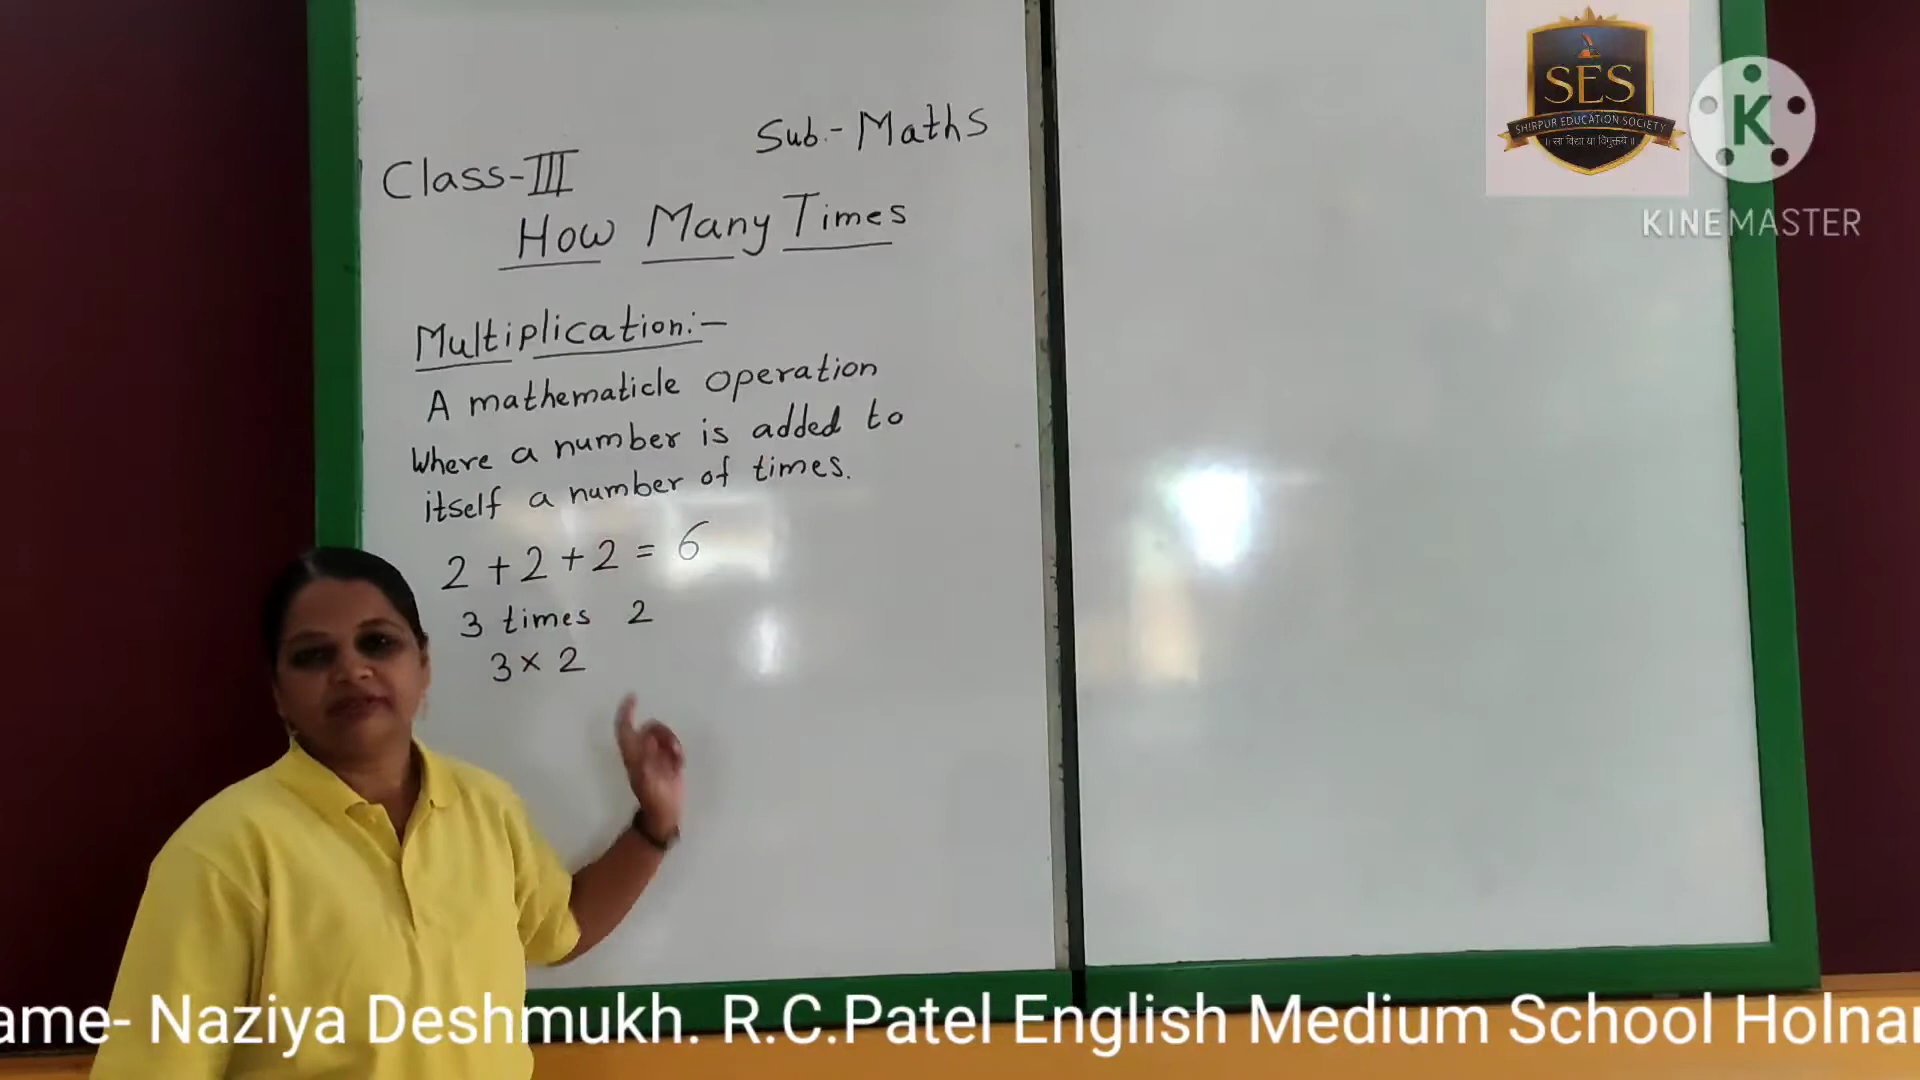 Sub.- Maths
Class-III
How Many Times
Multiplication:-
A mathematicle operation
Where a number is added to
itself a number of times.
2 + 2 + 2 = 6
3 times 2
3 × 2
SES
SHIRPUR EDUCATION SOCIETY
॥ सा विद्या या विमुक्तये ॥
K
KINEMASTER
ame- Naziya Deshmukh. R.C.Patel English Medium School Holnan